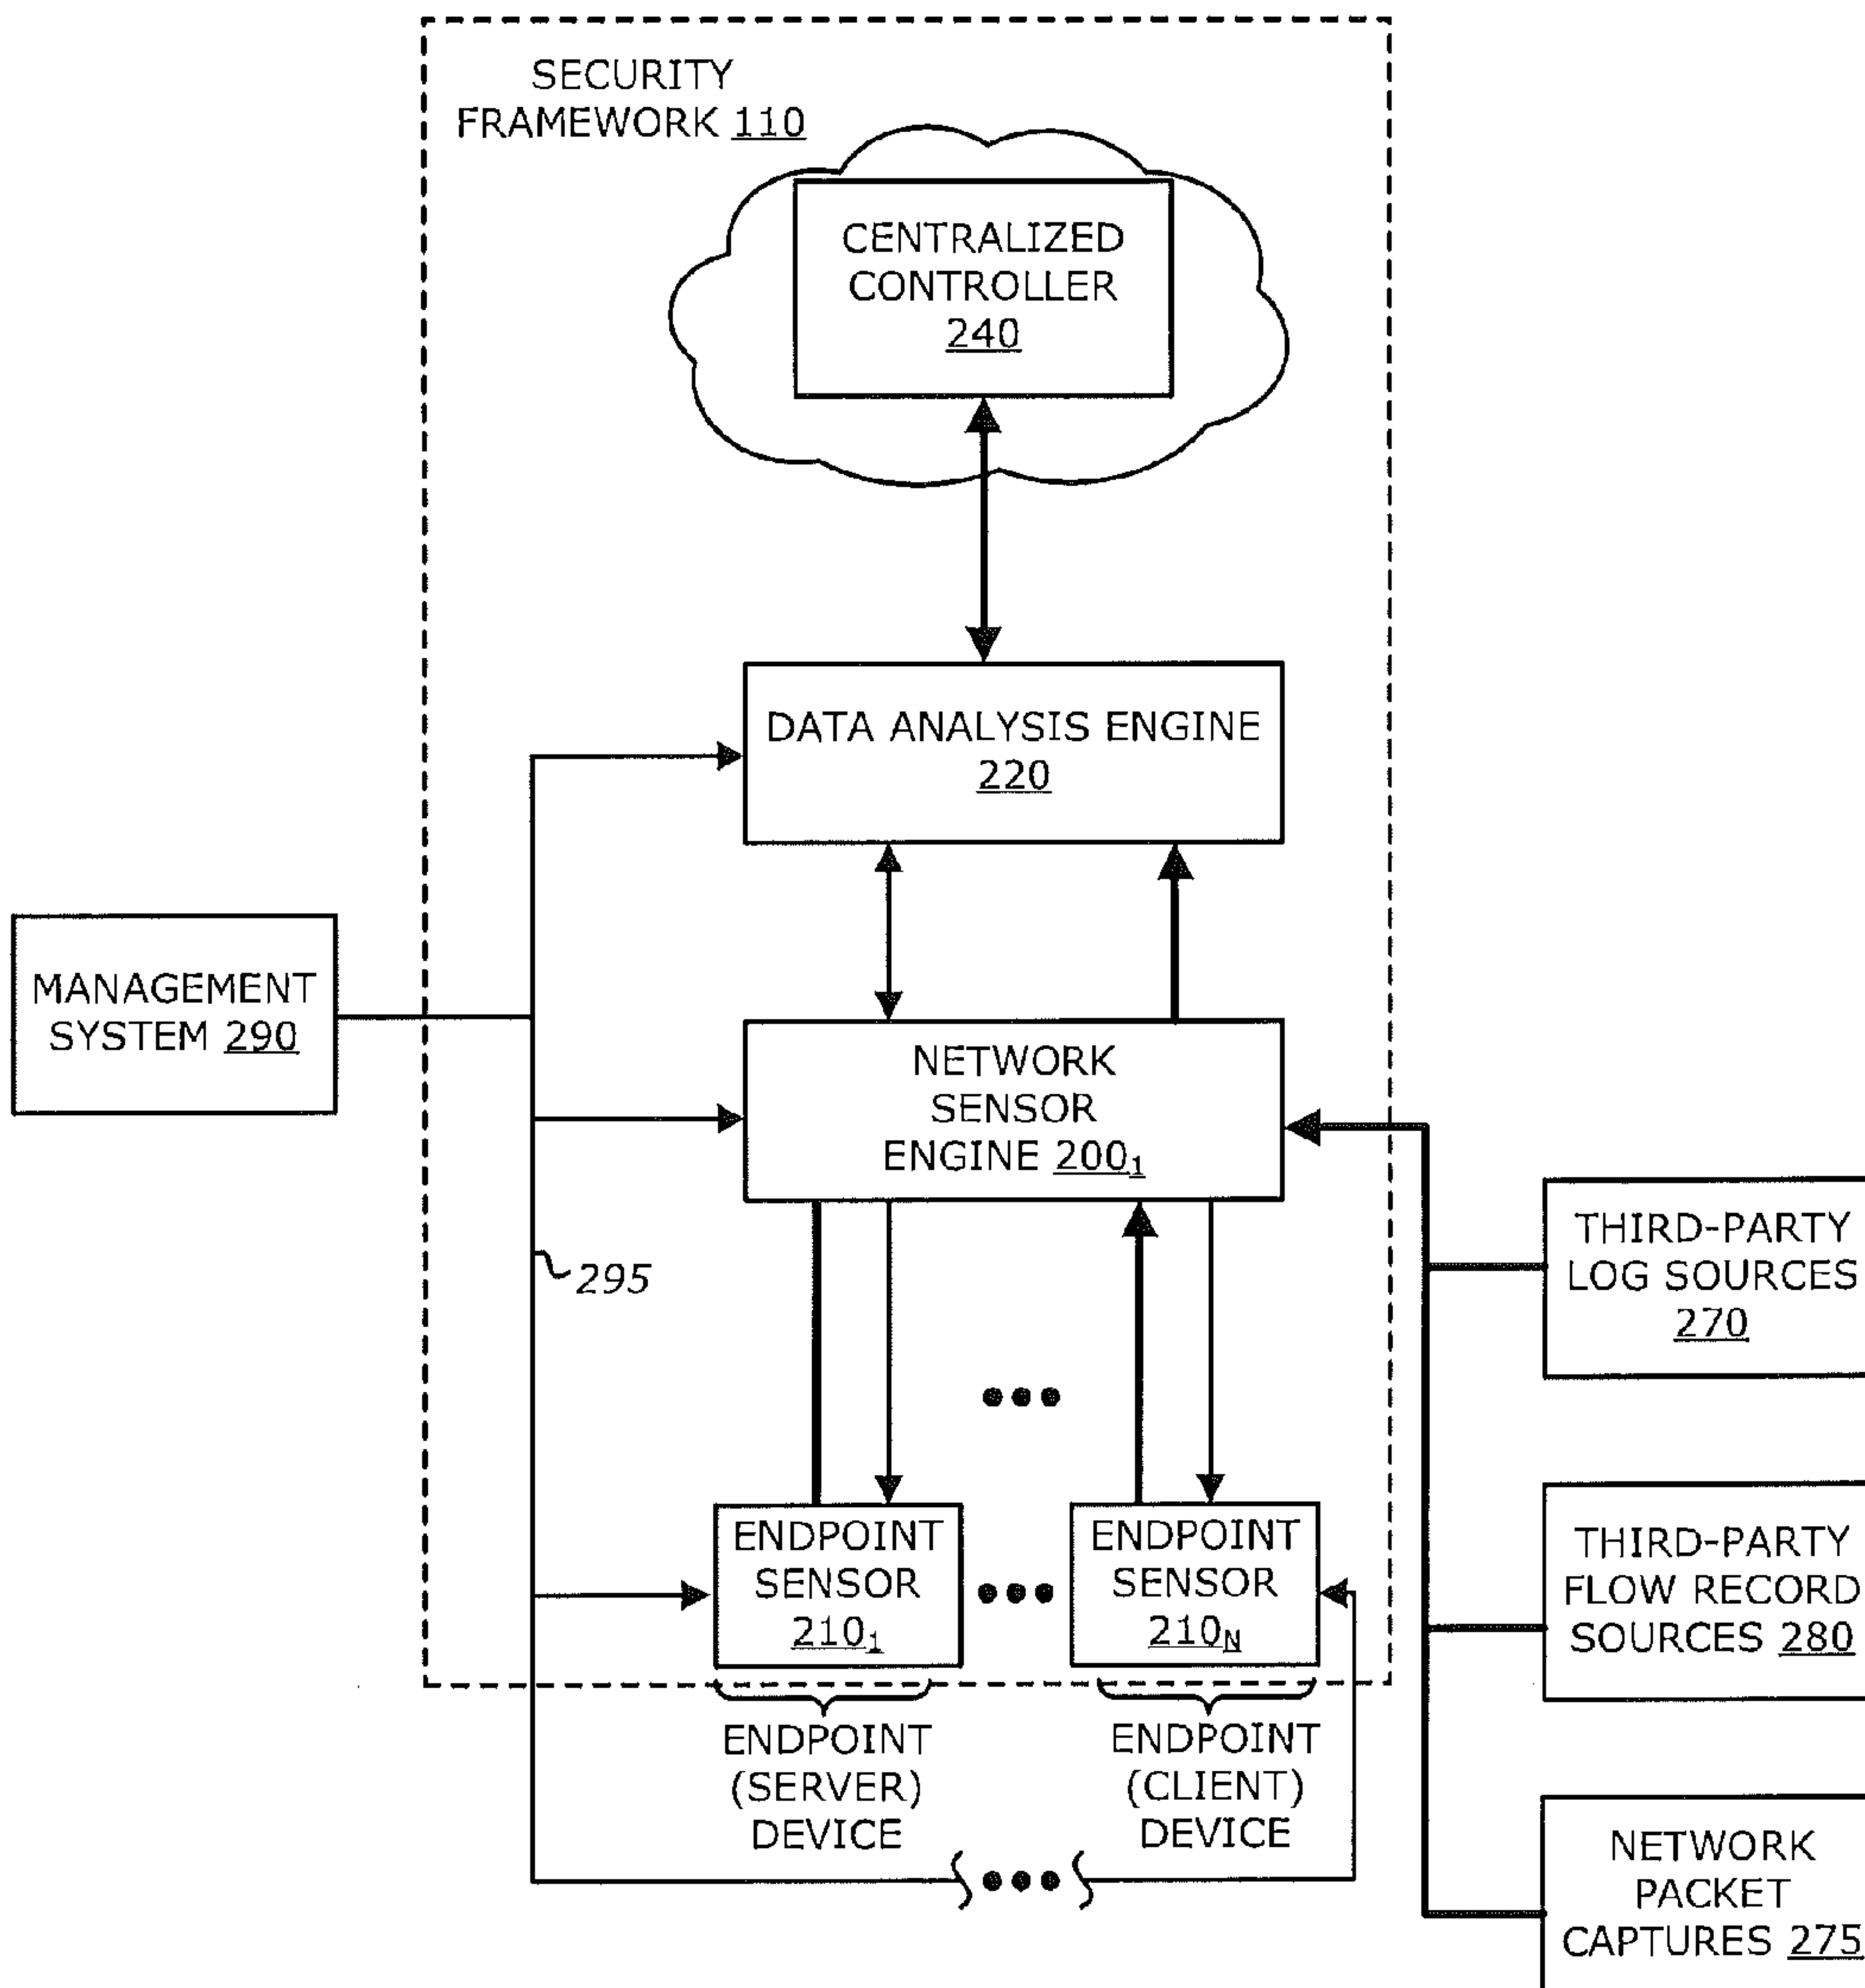 SECURITY
FRAMEWORK 110
CENTRALIZED
CONTROLLER
240
DATA ANALYSIS ENGINE
220
MANAGEMENT
SYSTEM 290
NETWORK
SENSOR
ENGINE 200₁
295
THIRD-PARTY
LOG SOURCES
270
ENDPOINT
SENSOR
210₁
ENDPOINT
SENSOR
210N
THIRD-PARTY
FLOW RECORD
SOURCES 280
ENDPOINT
(SERVER)
DEVICE
ENDPOINT
(CLIENT)
DEVICE
NETWORK
PACKET
CAPTURES 275